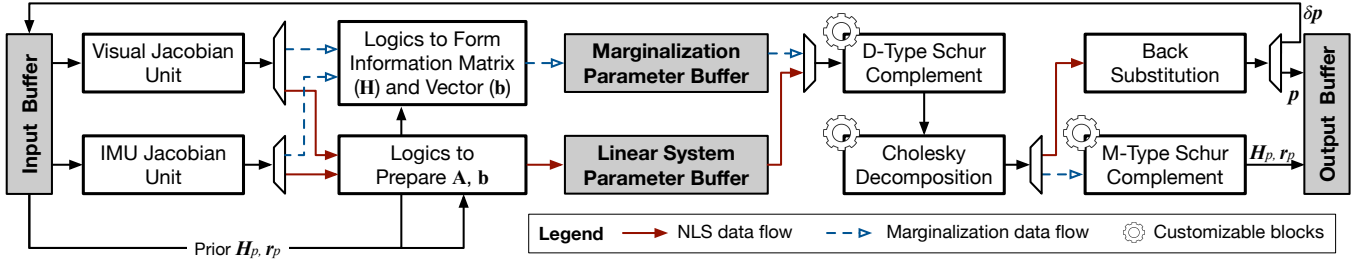 δp
Input Buffer
Visual Jacobian
Unit
Logics to Form
Information Matrix
(H) and Vector (b)
Marginalization
Parameter Buffer
D-Type Schur
Complement
Back
Substitution
p
Output Buffer
IMU Jacobian
Unit
Logics to
Prepare A, b
Linear System
Parameter Buffer
Cholesky
Decomposition
M-Type Schur
Complement
Hp, rp
Prior Hp, rp
Legend
NLS data flow
Marginalization data flow
Customizable blocks